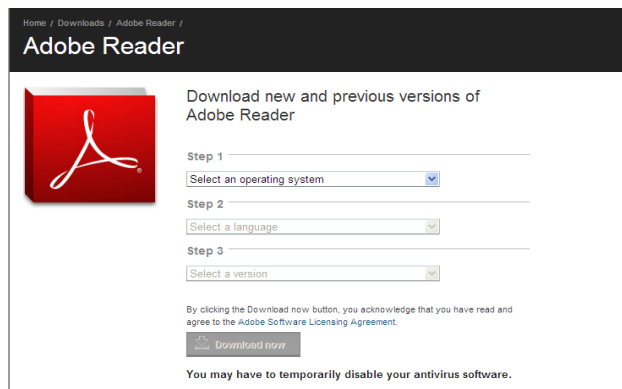 Home / Downloads / Adobe Reader /
Adobe Reader
Download new and previous versions of
Adobe Reader
Step 1
Select an operating system
Step 2
Select a language
Step 3
Select a version
By clicking the Download now button, you acknowledge that you have read and
agree to the Adobe Software Licensing Agreement.
Download now
You may have to temporarily disable your antivirus software.